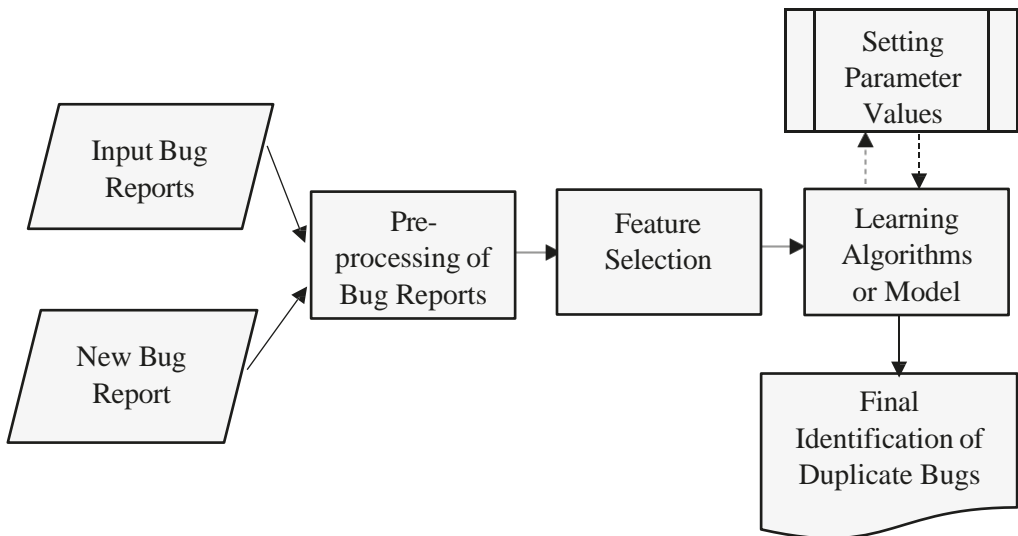 Input Bug
Reports
New Bug
Report
Pre-
processing of
Bug Reports
Feature
Selection
Setting
Parameter
Values
Learning
Algorithms
or Model
Final
Identification of
Duplicate Bugs